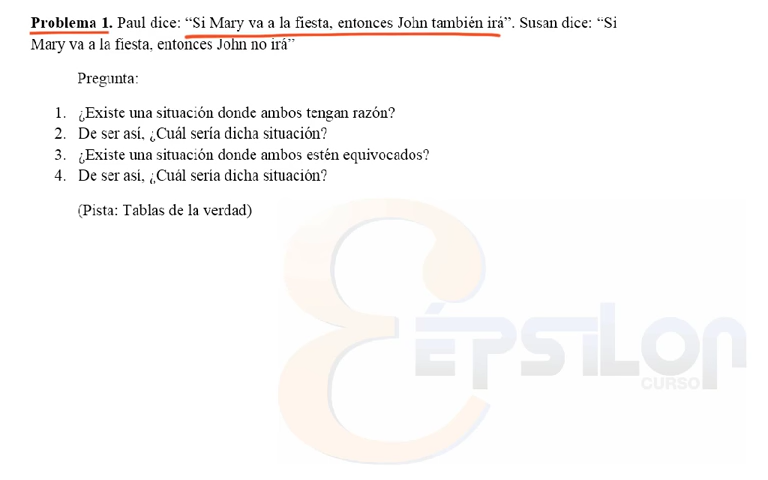 Problema 1. Paul dice: “Si Mary va a la fiesta, entonces John también irá”. Susan dice: “Si
Mary va a la fiesta, entonces John no irá”
Pregunta:
1. ¿Existe una situación donde ambos tengan razón?
2. De ser así, ¿Cuál sería dicha situación?
3. ¿Existe una situación donde ambos estén equivocados?
4. De ser así, ¿Cuál sería dicha situación?
(Pista: Tablas de la verdad)
ÉPSILON
CURSO